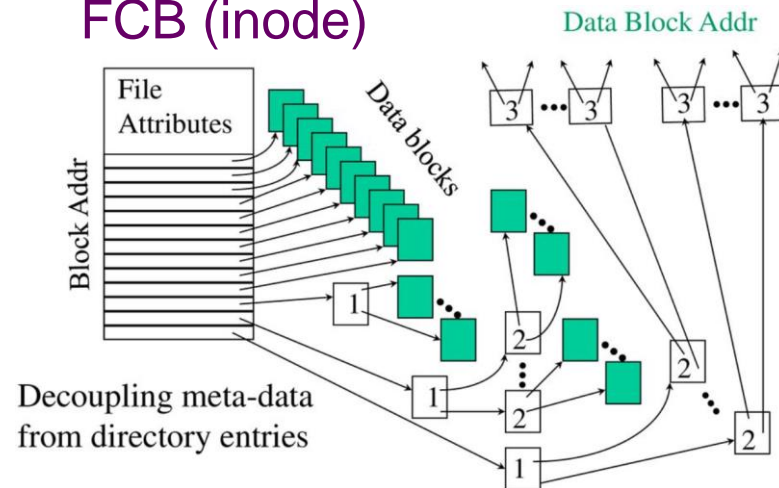 FCB (inode)
Data Block Addr
File
Attributes
Data blocks
Block Addr
3 ••• 3
3 ••• 3
1
2
2
1
2
2
1
Decoupling meta-data
from directory entries